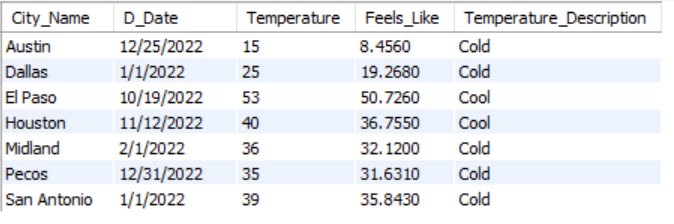 City_Name D_Date Temperature Feels_Like Temperature_Description
Austin 12/25/2022 15 8.4560 Cold
Dallas 1/1/2022 25 19.2680 Cold
El Paso 10/19/2022 53 50.7260 Cool
Houston 11/12/2022 40 36.7550 Cool
Midland 2/1/2022 36 32.1200 Cold
Pecos 12/31/2022 35 31.6310 Cold
San Antonio 1/1/2022 39 35.8430 Cold